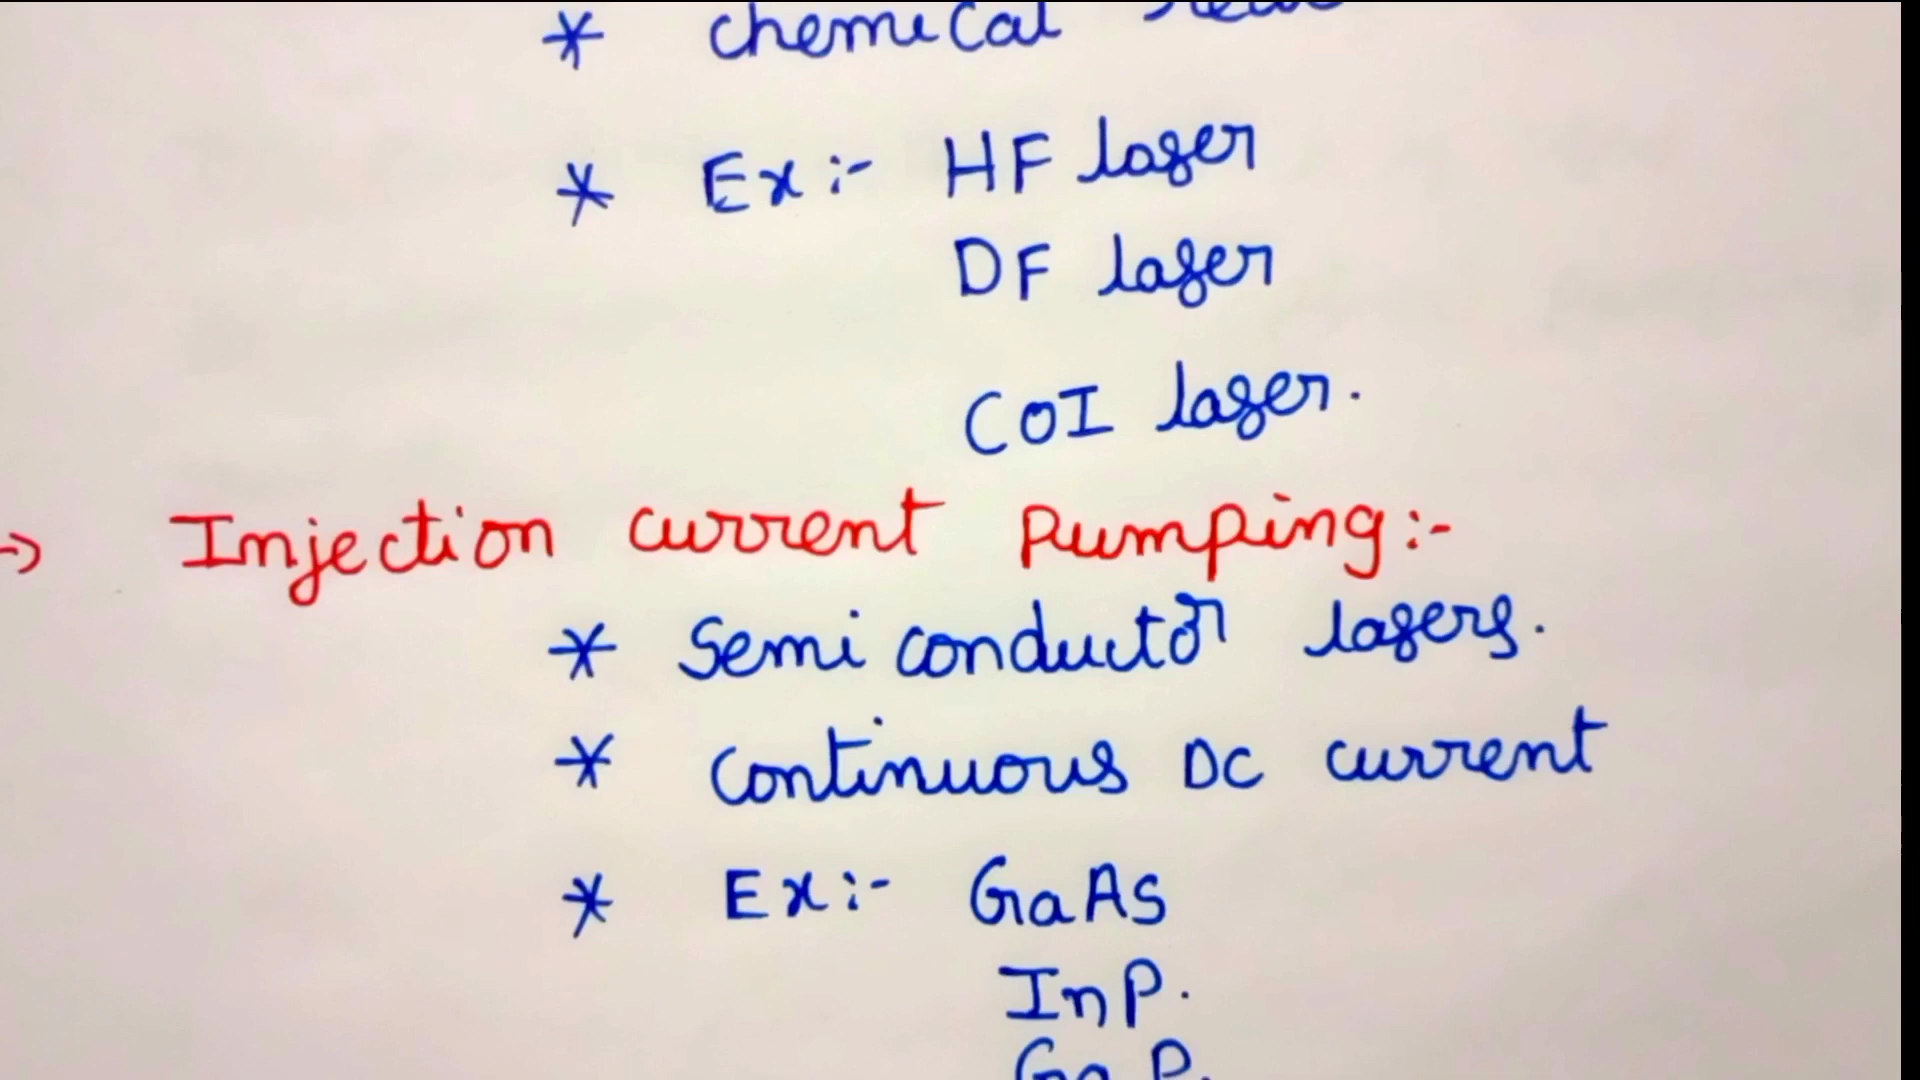 * chemical
* Ex:- HF laser
DF laser
COI laser.
→ Injection current pumping:-
* Semi conductor lasers.
* Continuous DC current
* Ex:- GaAs
InP.
GaP.